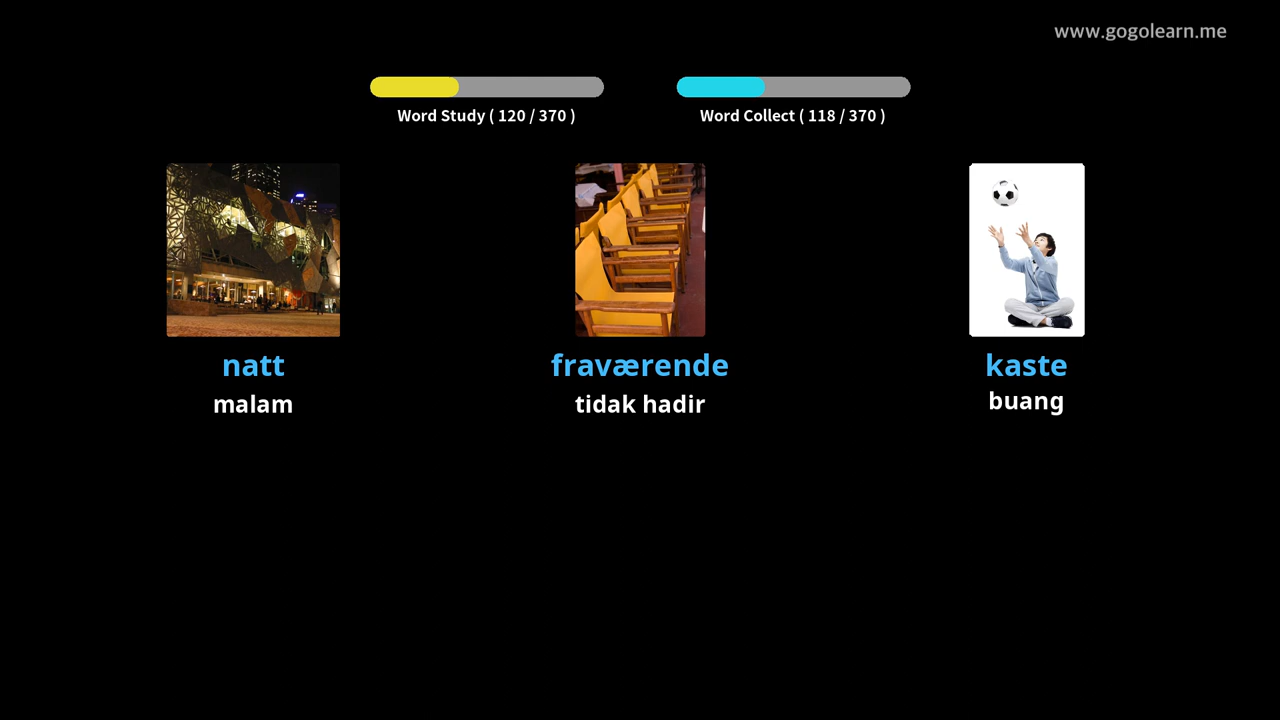 www.gogolearn.me
Word Study ( 120 / 370 )
Word Collect ( 118 / 370 )
natt
malam
fraværende
tidak hadir
kaste
buang